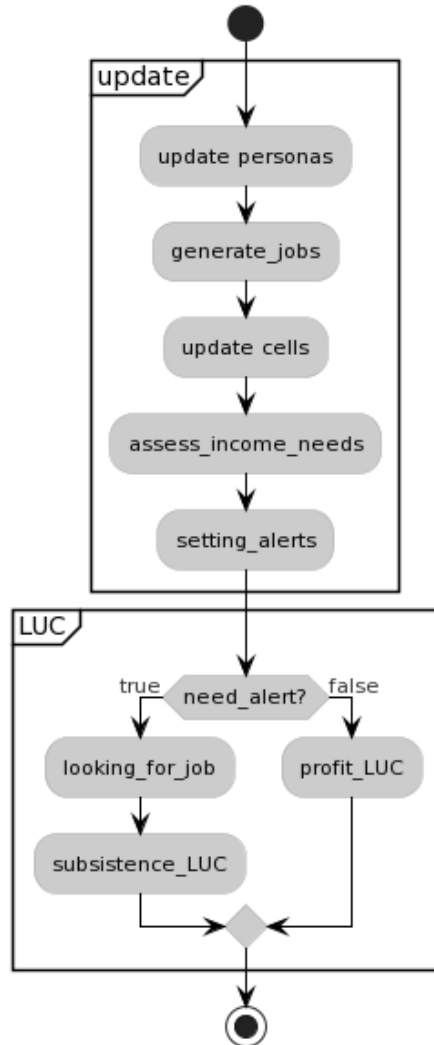 update
update personas
generate_jobs
update cells
assess_income_needs
setting_alerts
LUC
true
need_alert?
false
looking_for_job
profit_LUC
subsistence_LUC